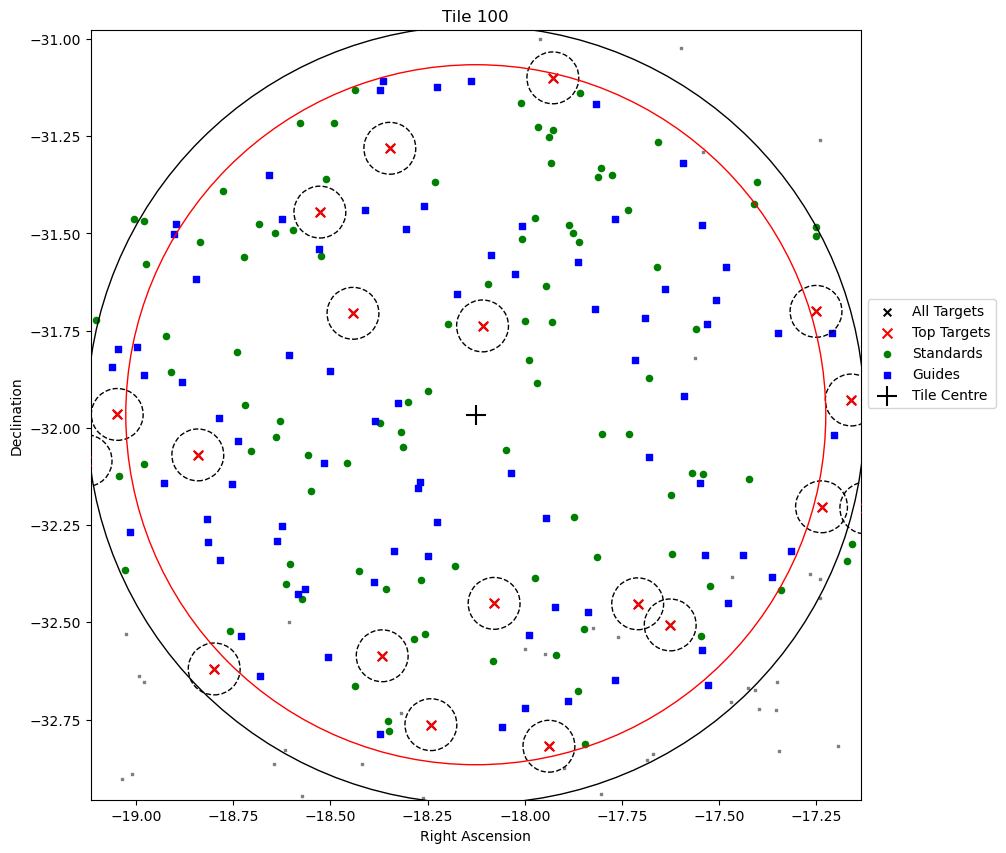 Tile 100
−31.00
−31.25
−31.50
−31.75
−32.00
−32.25
−32.50
−32.75
Declination
−19.00
−18.75
−18.50
−18.25
−18.00
−17.75
−17.50
−17.25
Right Ascension
All Targets
Top Targets
Standards
Guides
Tile Centre